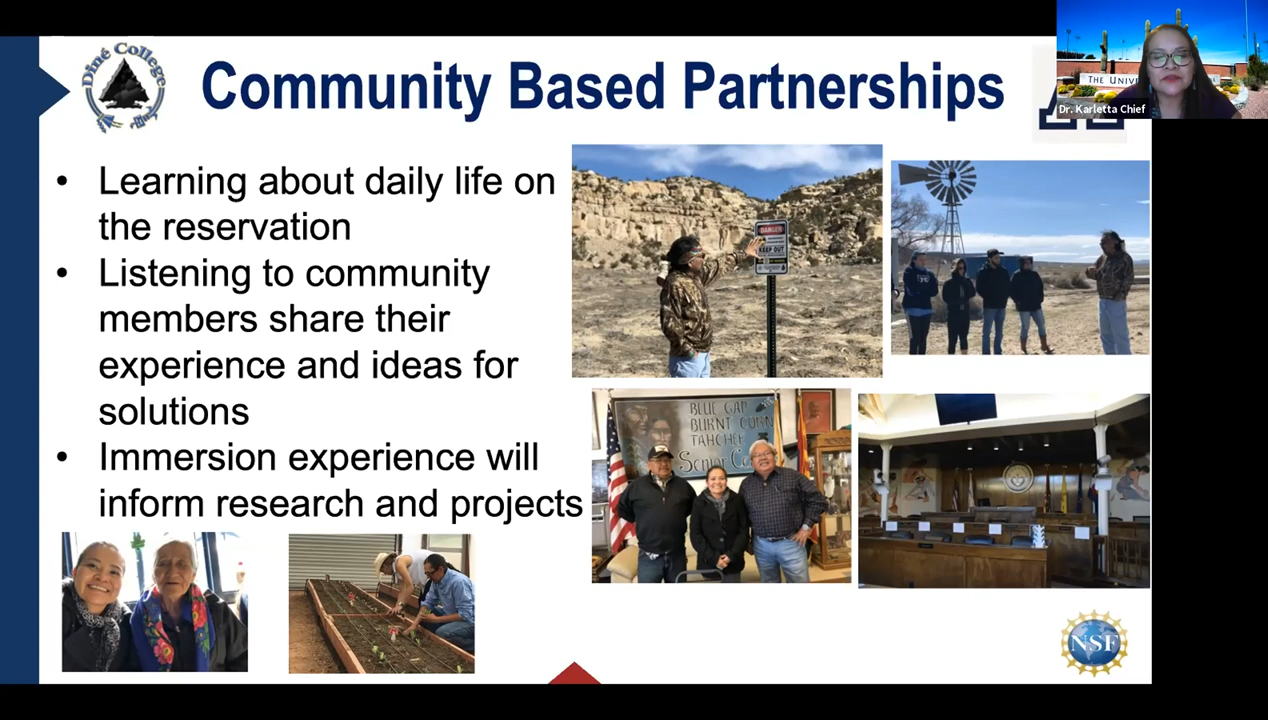 Diné College
Community Based Partnerships
THE UNIV
Dr. Karletta Chief
• Learning about daily life on
the reservation
• Listening to community
members share their
experience and ideas for
solutions
• Immersion experience will
inform research and projects
DANGER
KEEP OUT
BLUE GAP
BURNT CORN
TAHCHEE
Senior
NSF